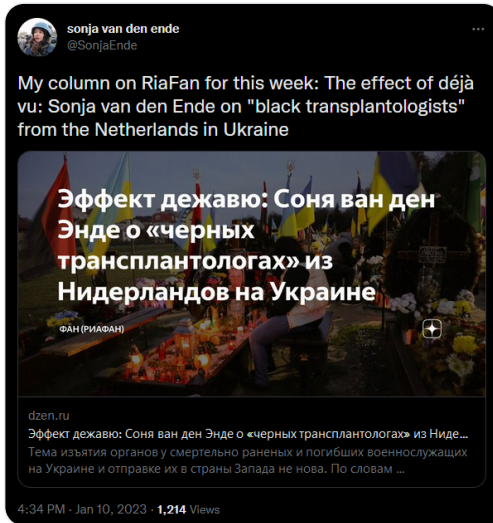 sonja van den ende
@SonjaEnde
My column on RiaFan for this week: The effect of déjà
vu: Sonja van den Ende on "black transplantologists"
from the Netherlands in Ukraine
Эффект дежавю: Соня ван ден
Энде о «черных
трансплантологах» из
Нидерландов на Украине
ФАН (РИАФАН)
dzen.ru
Эффект дежавю: Соня ван ден Энде о «черных трансплантологах» из Ниде...
Тема изъятия органов у смертельно раненых и погибших военнослужащих
на Украине и отправке их в страны Запада не нова. По словам ...
4:34 PM · Jan 10, 2023 · 1,214 Views